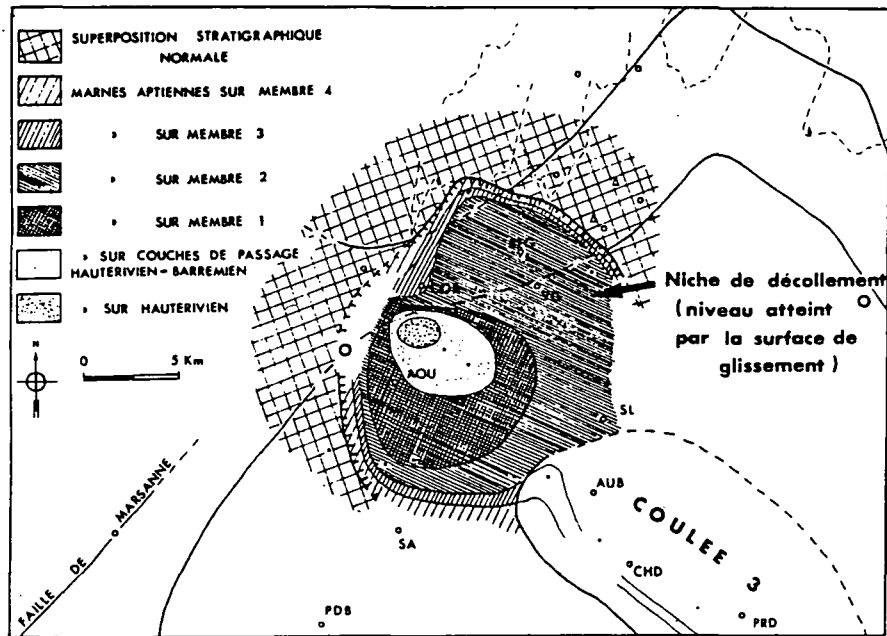 SUPERPOSITION STRATIGRAPHIQUE
NORMALE
MARNES APTIENNES SUR MEMBRE 4
» SUR MEMBRE 3
» SUR MEMBRE 2
» SUR MEMBRE 1
» SUR COUCHES DE PASSAGE
HAUTERIVIEN - BARREMIEN
» SUR HAUTERIVIEN
N
0 5 Km
Niche de décollement
(niveau atteint
par la surface de
glissement)
AOU
SL
AUB
COULEE 3
CHD
PRD
SA
PDB
FAILLE DE MARSANNE